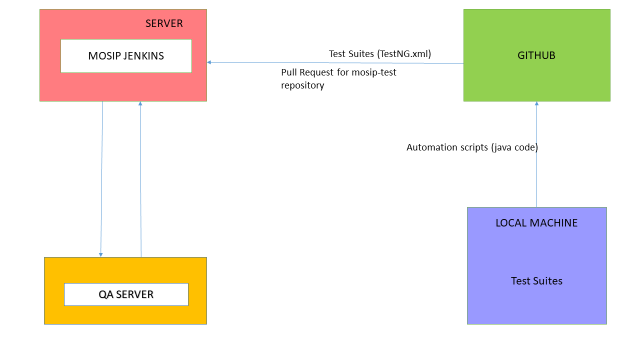 SERVER
MOSIP JENKINS
Test Suites (TestNG.xml)
Pull Request for mosip-test
repository
GITHUB
Automation scripts (java code)
LOCAL MACHINE
Test Suites
QA SERVER